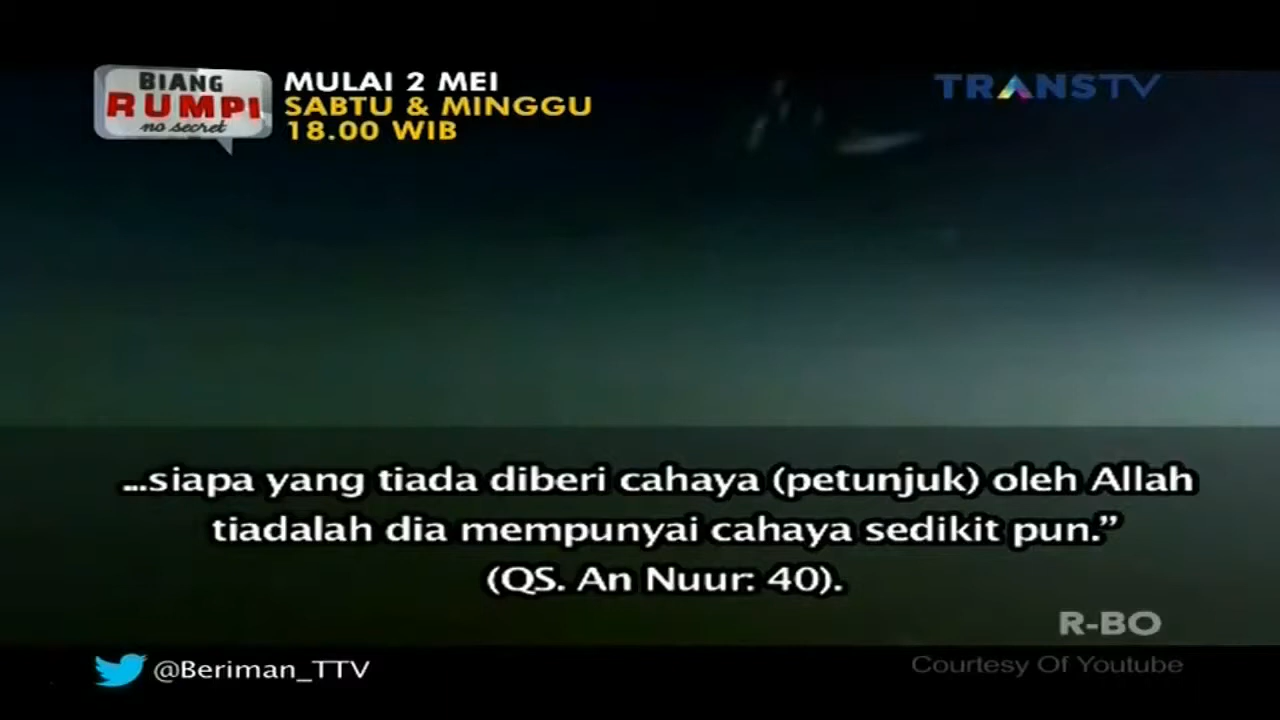 BIANG
RUMPI
no secret
MULAI 2 MEI
SABTU & MINGGU
18.00 WIB
TRANSTV
...siapa yang tiada diberi cahaya (petunjuk) oleh Allah
tiadalah dia mempunyai cahaya sedikit pun.”
(QS. An Nuur: 40).
R-BO
@Beriman_TTV
Courtesy Of Youtube